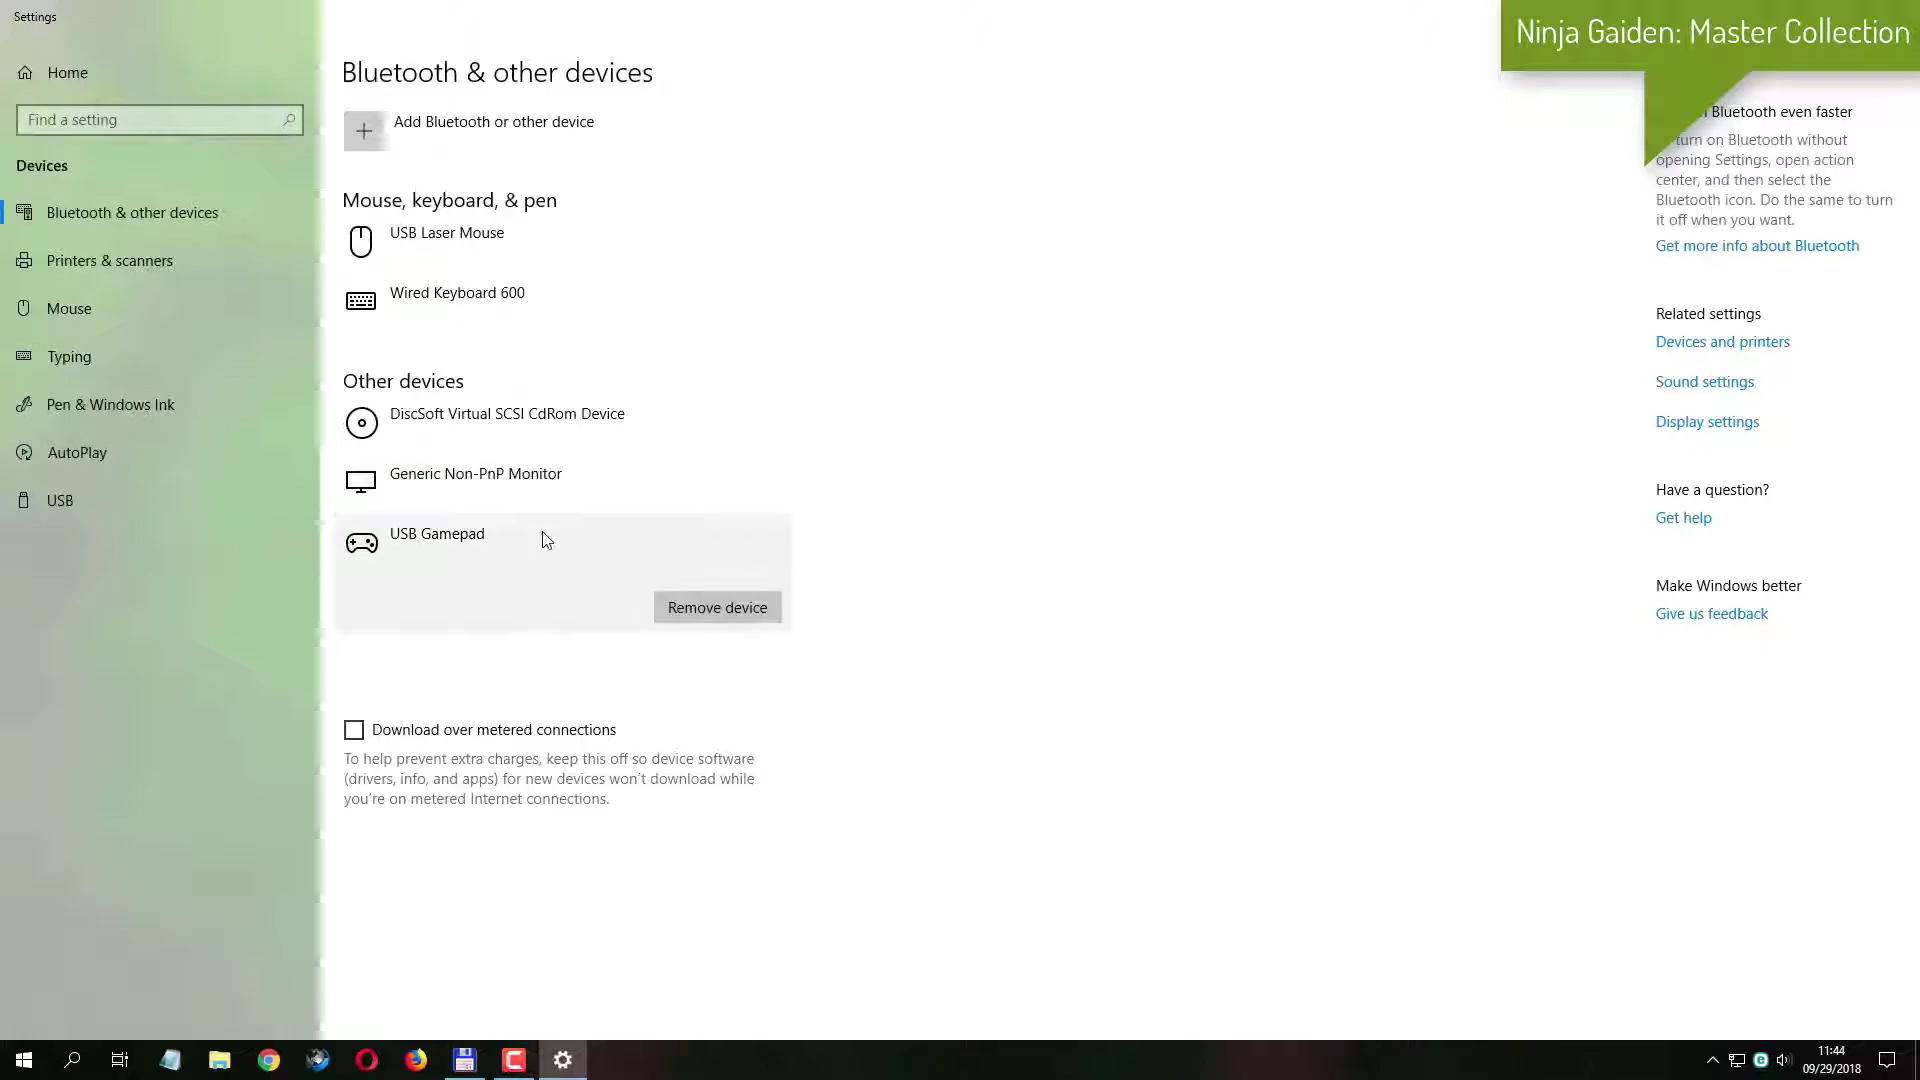 Settings
Ninja Gaiden: Master Collection
Home
Find a setting
Devices
Bluetooth & other devices
Printers & scanners
Mouse
Typing
Pen & Windows Ink
AutoPlay
USB
Bluetooth & other devices
Add Bluetooth or other device
Mouse, keyboard, & pen
USB Laser Mouse
Wired Keyboard 600
Other devices
DiscSoft Virtual SCSI CdRom Device
Generic Non-PnP Monitor
USB Gamepad
Remove device
Download over metered connections
To help prevent extra charges, keep this off so device software
(drivers, info, and apps) for new devices won't download while
you're on metered Internet connections.
Bluetooth even faster
turn on Bluetooth without
opening Settings, open action
center, and then select the
Bluetooth icon. Do the same to turn
it off when you want.
Get more info about Bluetooth
Related settings
Devices and printers
Sound settings
Display settings
Have a question?
Get help
Make Windows better
Give us feedback
11:44
09/29/2018